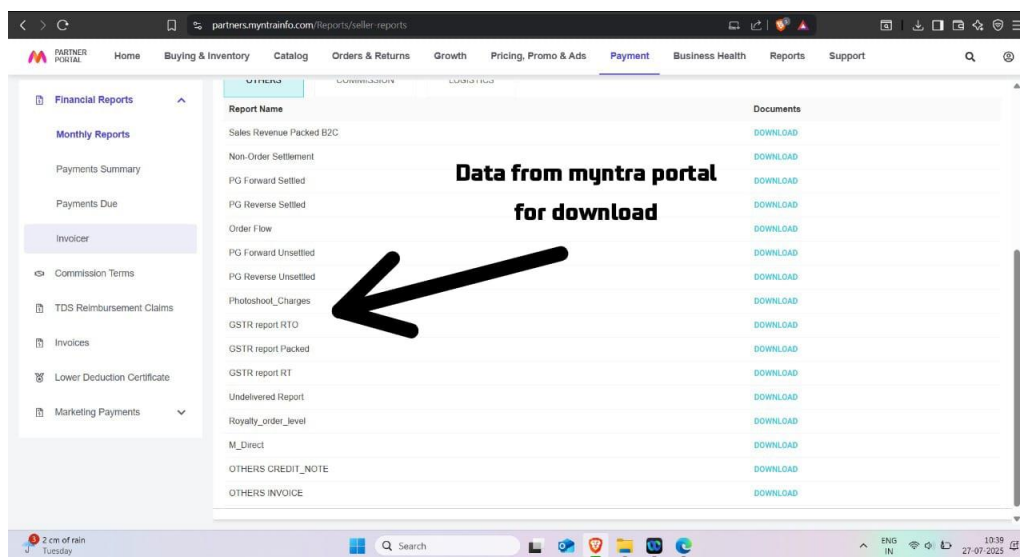 partners.myntrainfo.com/Reports/seller-reports
PARTNER PORTAL
Home
Buying & Inventory
Catalog
Orders & Returns
Growth
Pricing, Promo & Ads
Payment
Business Health
Reports
Support
Financial Reports
Monthly Reports
Payments Summary
Payments Due
Invoicer
Commission Terms
TDS Reimbursement Claims
Invoices
Lower Deduction Certificate
Marketing Payments
OTHERS COMMISSION LOGISTICS
Report Name Documents
Sales Revenue Packed B2C DOWNLOAD
Non-Order Settlement DOWNLOAD
PG Forward Settled DOWNLOAD
PG Reverse Settled DOWNLOAD
Order Flow DOWNLOAD
PG Forward Unsettled DOWNLOAD
PG Reverse Unsettled DOWNLOAD
Photoshoot_Charges DOWNLOAD
GSTR report RTO DOWNLOAD
GSTR report Packed DOWNLOAD
GSTR report RT DOWNLOAD
Undelivered Report DOWNLOAD
Royalty_order_level DOWNLOAD
M_Direct DOWNLOAD
OTHERS CREDIT_NOTE DOWNLOAD
OTHERS INVOICE DOWNLOAD
Data from myntra portal
for download
3
2 cm of rain
Tuesday
Search
ENG
IN
10:39
27-07-2025